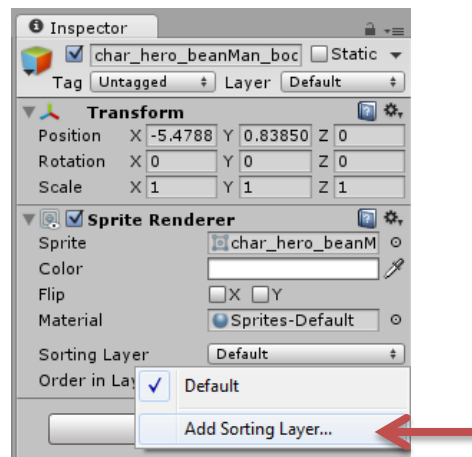 Inspector
char_hero_beanMan_boc Static
Tag Untagged Layer Default
Transform
Position X -5.4788 Y 0.83850 Z 0
Rotation X 0 Y 0 Z 0
Scale X 1 Y 1 Z 1
Sprite Renderer
Sprite char_hero_beanM
Color
Flip X Y
Material Sprites-Default
Sorting Layer Default
Order in Lay
Default
Add Sorting Layer...